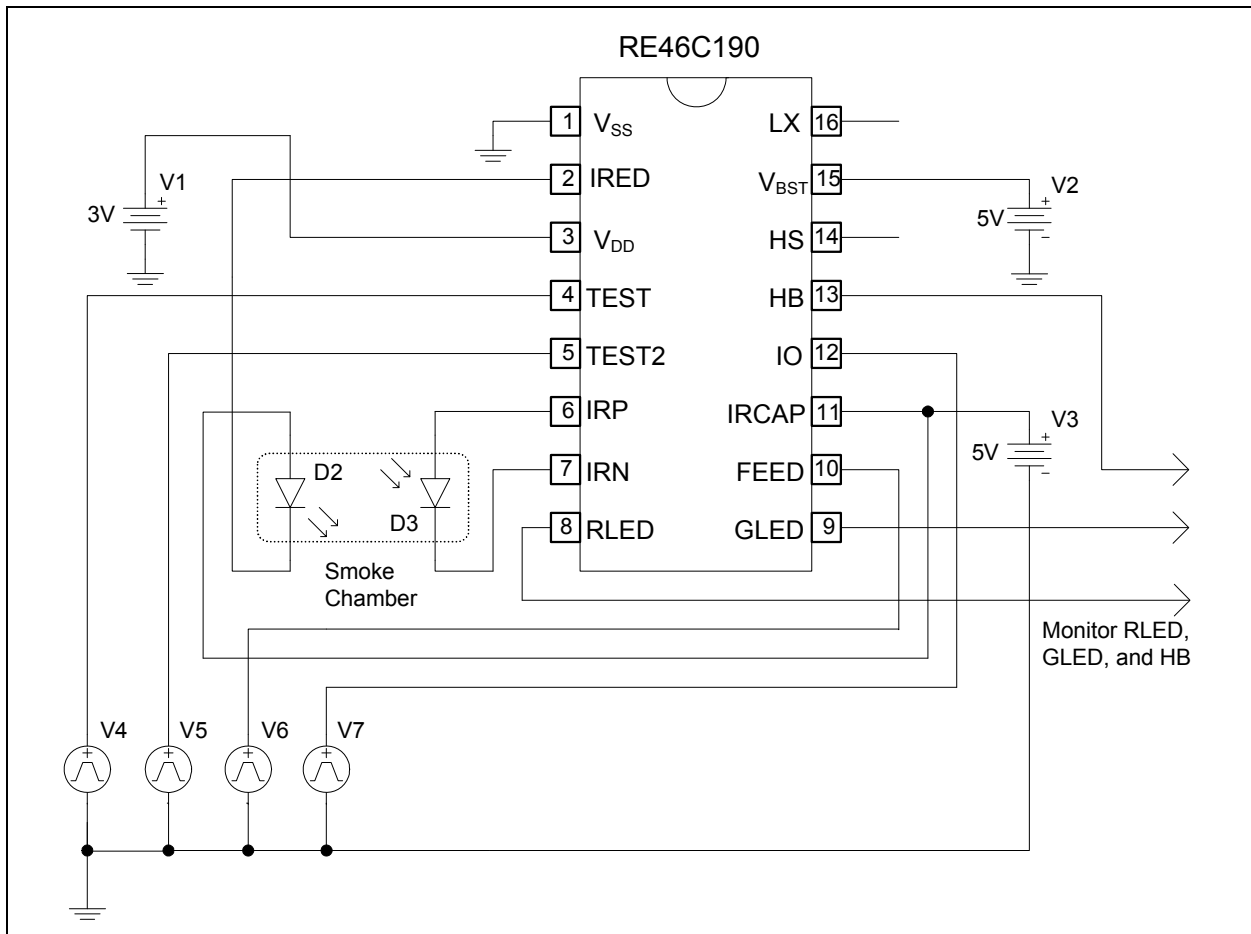 RE46C190
1 VSS LX 16
V1
3V
2 IRED VBST 15
V2
5V
3 VDD HS 14
4 TEST HB 13
5 TEST2 IO 12
6 IRP IRCAP 11
V3
5V
7 IRN FEED 10
8 RLED GLED 9
D2
D3
Smoke
Chamber
Monitor RLED,
GLED, and HB
V4 V5 V6 V7